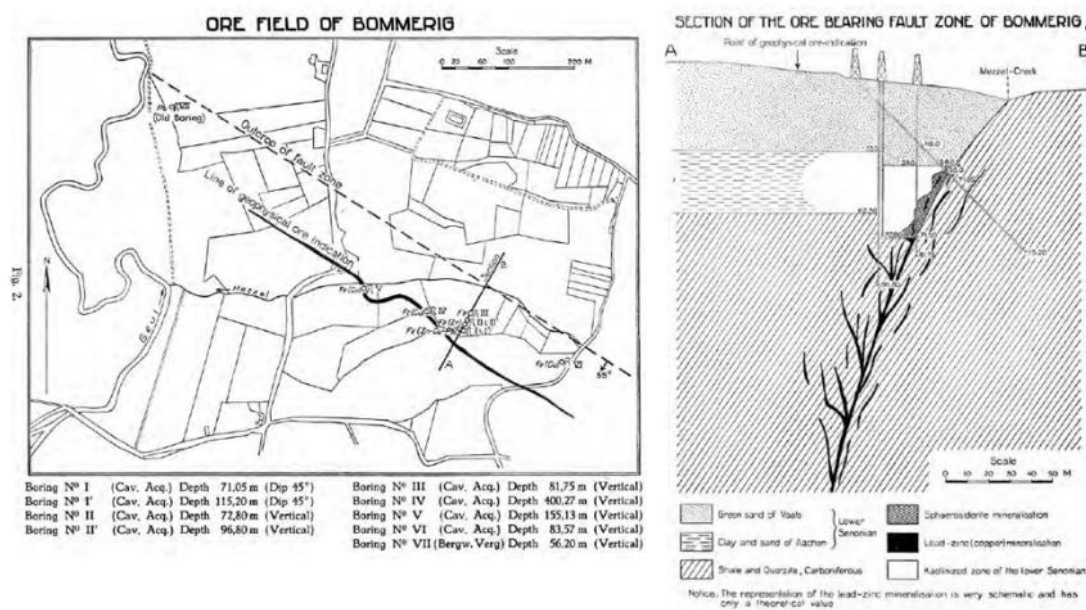 ORE FIELD OF BOMMERIG
Scale
0 20 60 100 200 M
(Old Boring)
Outcrop of fault zone
Line of geophysical ore indication
Mezzel
Geul
N
A
B
55°
Fig. 2.
Boring Nº I (Cav. Acq.) Depth 71,05 m (Dip 45°)
Boring Nº I' (Cav. Acq.) Depth 115,20 m (Dip 45°)
Boring Nº II (Cav. Acq.) Depth 72,80 m (Vertical)
Boring Nº II' (Cav. Acq.) Depth 96,80 m (Vertical)
Boring Nº III (Cav. Acq.) Depth 81,75 m (Vertical)
Boring Nº IV (Cav. Acq.) Depth 400,27 m (Vertical)
Boring Nº V (Cav. Acq.) Depth 155,13 m (Vertical)
Boring Nº VI (Cav. Acq.) Depth 83,57 m (Vertical)
Boring Nº VII (Bergw. Verg) Depth 56,20 m (Vertical)
SECTION OF THE ORE BEARING FAULT ZONE OF BOMMERIG
A
Point of geophysical ore-indication
B
Mezzel-Creek
Scale
0 10 20 30 40 50 M
Green sand of Vaals
Clay and sand of Aachen
Lower Senonian
Shale and Quarzite, Carboniferous
Sphaerosiderite mineralisation
Lead-zinc(copper)mineralisation
Kaolinized zone of the lower Senonian
Notice. The representation of the lead-zinc mineralisation is very schematic and has
only a theoretical value